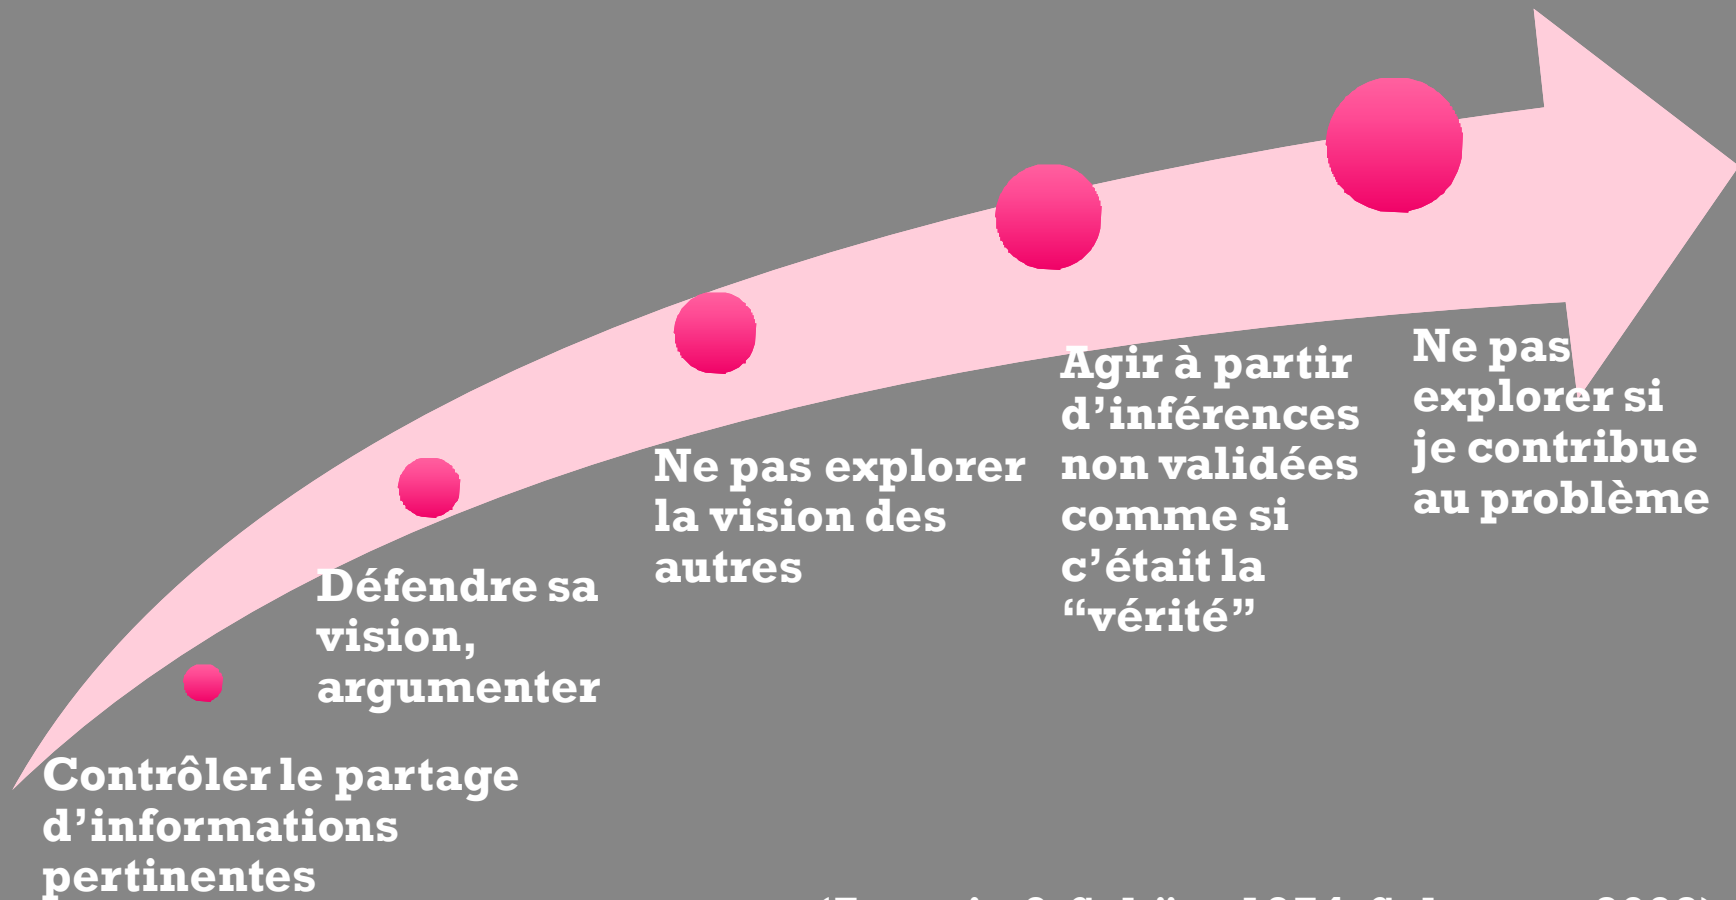 Contrôler le partage
d’informations
pertinentes
Défendre sa
vision,
argumenter
Ne pas explorer
la vision des
autres
Agir à partir
d’inférences
non validées
comme si
c’était la
“vérité”
Ne pas
explorer si
je contribue
au problème